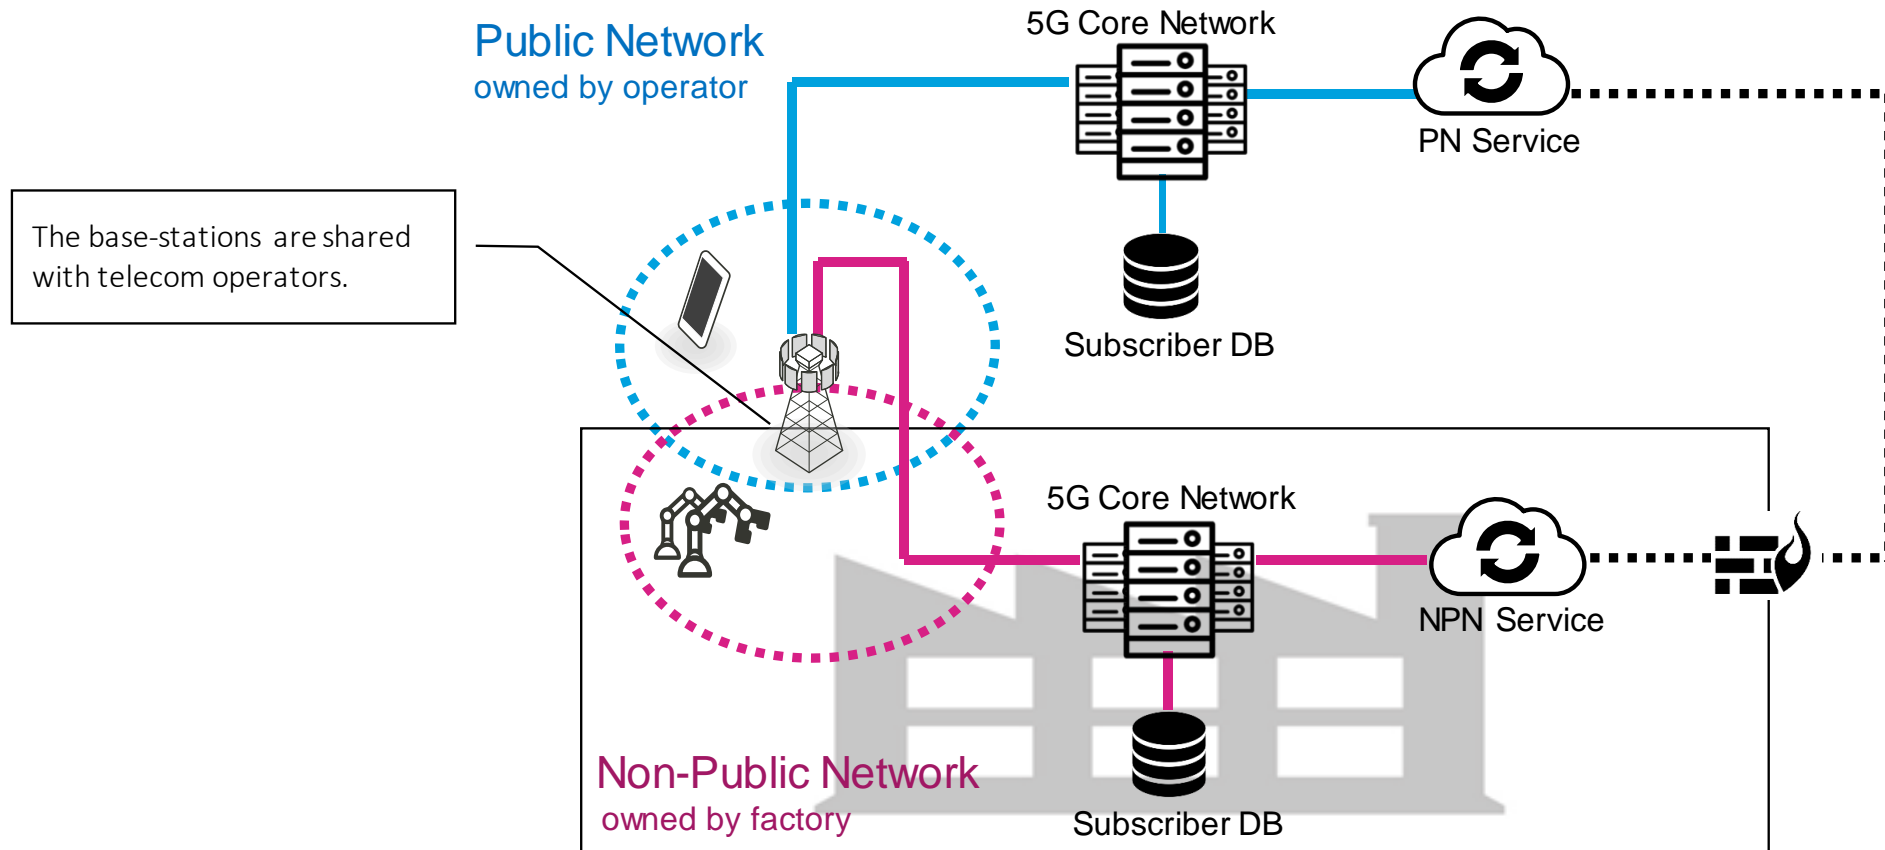 Public Network
owned by operator
5G Core Network
PN Service
The base-stations are shared
with telecom operators.
Subscriber DB
5G Core Network
NPN Service
Non-Public Network
owned by factory
Subscriber DB